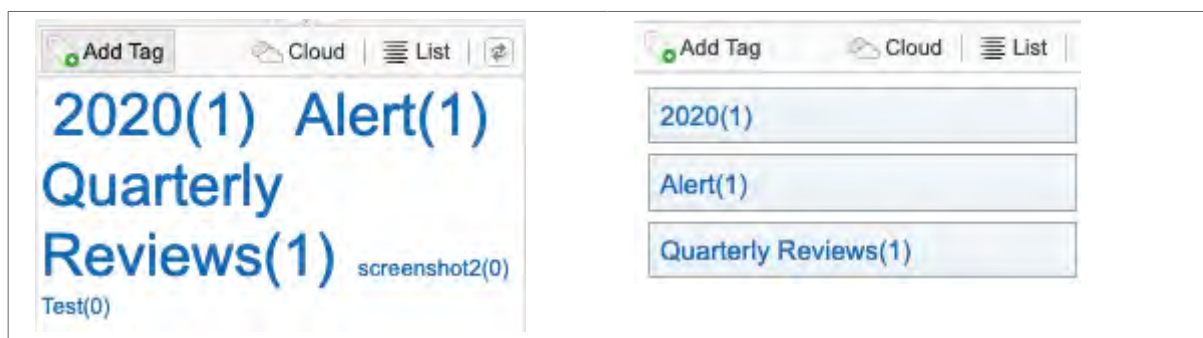 Add Tag Cloud | List |
2020(1) Alert(1)
Quarterly
Reviews(1) screenshot2(0)
Test(0)
Add Tag Cloud | List |
2020(1)
Alert(1)
Quarterly Reviews(1)